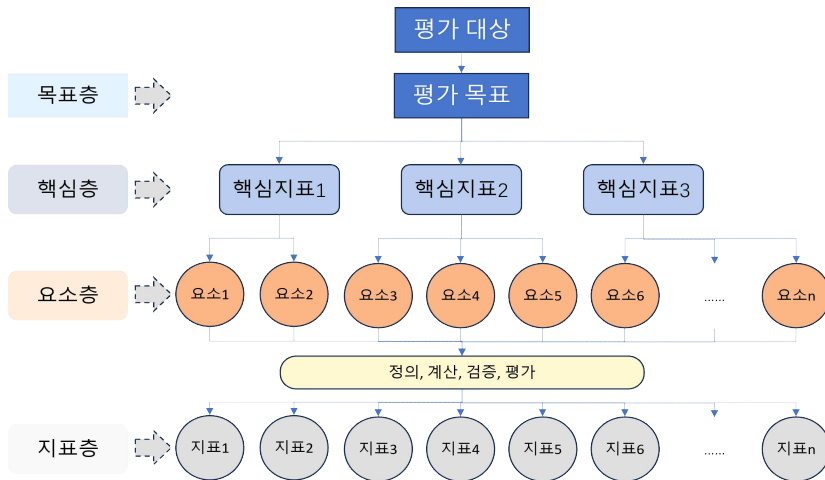 평가 대상
목표층
평가 목표
핵심층
핵심지표1
핵심지표2
핵심지표3
요소층
요소1
요소2
요소3
요소4
요소5
요소6
......
요소n
정의, 계산, 검증, 평가
지표층
지표1
지표2
지표3
지표4
지표5
지표6
......
지표n